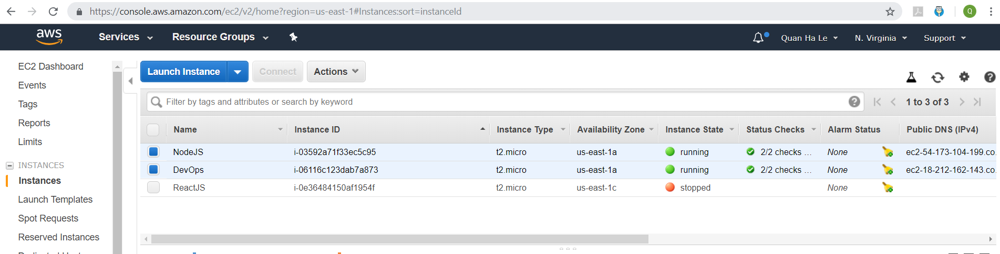 https://console.aws.amazon.com/ec2/v2/home?region=us-east-1#Instances:sort=instanceId
Q
aws
Services
Resource Groups
Quan Ha Le
N. Virginia
Support
EC2 Dashboard
Events
Tags
Reports
Limits
INSTANCES
Instances
Launch Templates
Spot Requests
Reserved Instances
Launch Instance
Connect
Actions
Filter by tags and attributes or search by keyword
1 to 3 of 3
Name Instance ID Instance Type Availability Zone Instance State Status Checks Alarm Status Public DNS (IPv4)
NodeJS i-03592a71f33ec5c95 t2.micro us-east-1a running 2/2 checks ... None ec2-54-173-104-199.co
DevOps i-06116c123dab7a873 t2.micro us-east-1a running 2/2 checks ... None ec2-18-212-162-143.co
ReactJS i-0e36484150af1954f t2.micro us-east-1c stopped None